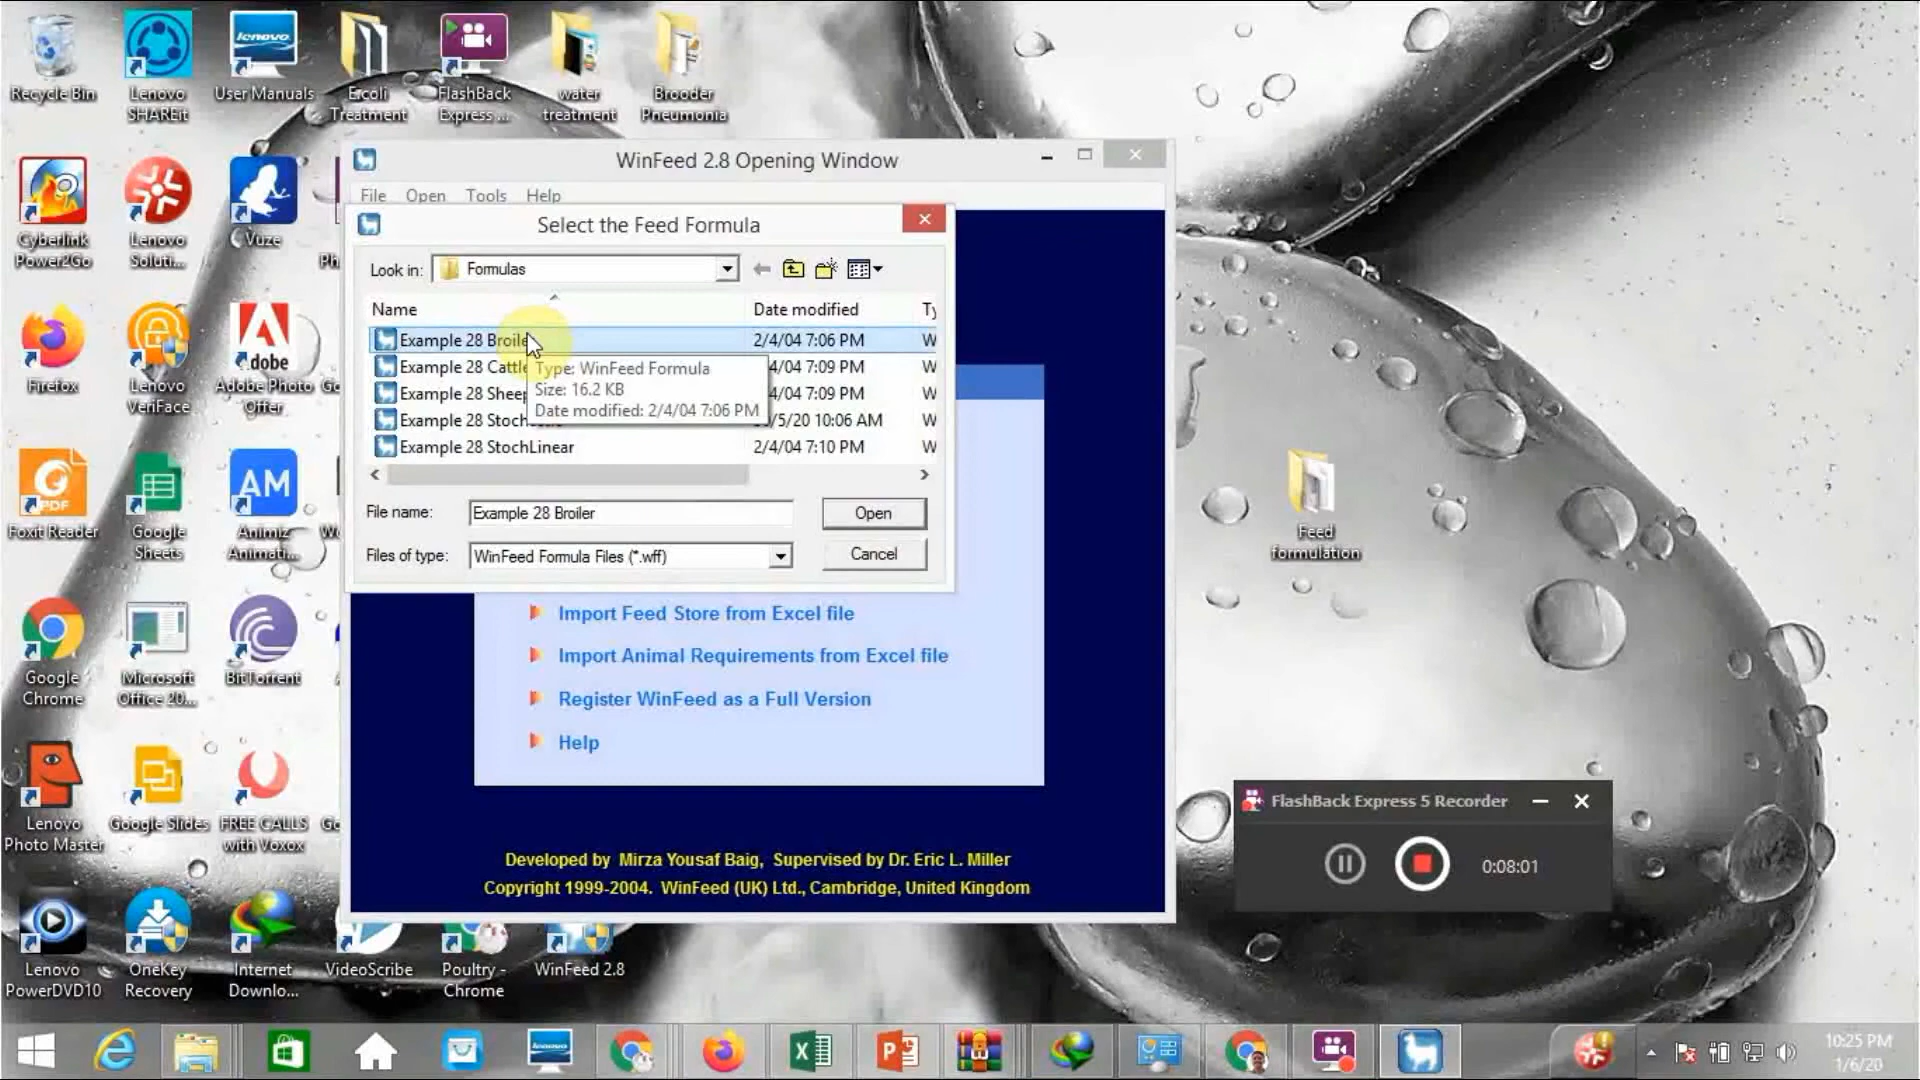 Recycle Bin
Lenovo
SHAREit
lenovo
User Manuals
E.coli
Treatment
FlashBack
Express ...
water
treatment
Brooder
Pneumonia
WinFeed 2.8 Opening Window
File Open Tools Help
Select the Feed Formula
Look in: Formulas
Name Date modified Ty
Example 28 Broile 2/4/04 7:06 PM W
Example 28 Cattle /4/04 7:09 PM W
Example 28 Sheep /4/04 7:09 PM W
Example 28 Stoch /5/20 10:06 AM W
Example 28 StochLinear 2/4/04 7:10 PM W
Type: WinFeed Formula
Size: 16.2 KB
Date modified: 2/4/04 7:06 PM
File name: Example 28 Broiler Open
Files of type: WinFeed Formula Files (*.wff) Cancel
Import Feed Store from Excel file
Import Animal Requirements from Excel file
Register WinFeed as a Full Version
Help
Developed by Mirza Yousaf Baig, Supervised by Dr. Eric L. Miller
Copyright 1999-2004. WinFeed (UK) Ltd., Cambridge, United Kingdom
Cyberlink
Power2Go
Lenovo
Soluti...
Vuze
Ph
Firefox
Lenovo
VeriFace
Adobe
Adobe Photo
Offer
Go
PDF
Foxit Reader
Google
Sheets
AM
Animiz
Animati...
W
Google
Chrome
Microsoft
Office 20...
BitTorrent
Lenovo
Photo Master
Google Slides
FREE CALLS
with Voxox
Go
Lenovo
PowerDVD10
OneKey
Recovery
Internet
Downlo...
VideoScribe
Poultry -
Chrome
WinFeed 2.8
Feed
formulation
FlashBack Express 5 Recorder
0:08:01
lenovo
10:25 PM
1/6/20